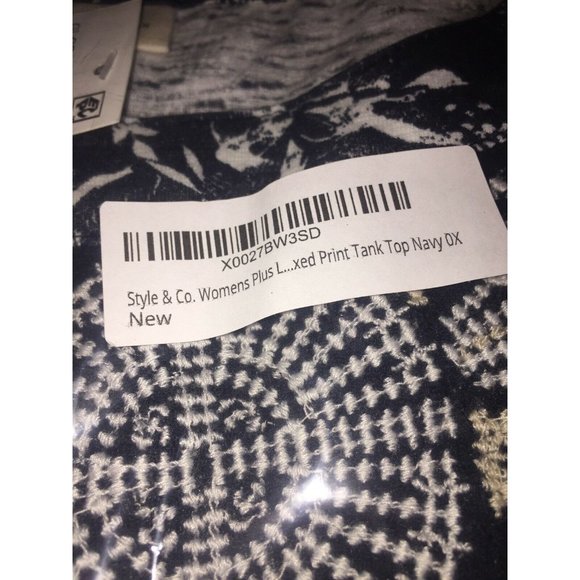 X0027BW3SD
Style & Co. Womens Plus L...xed Print Tank Top Navy 0X
New